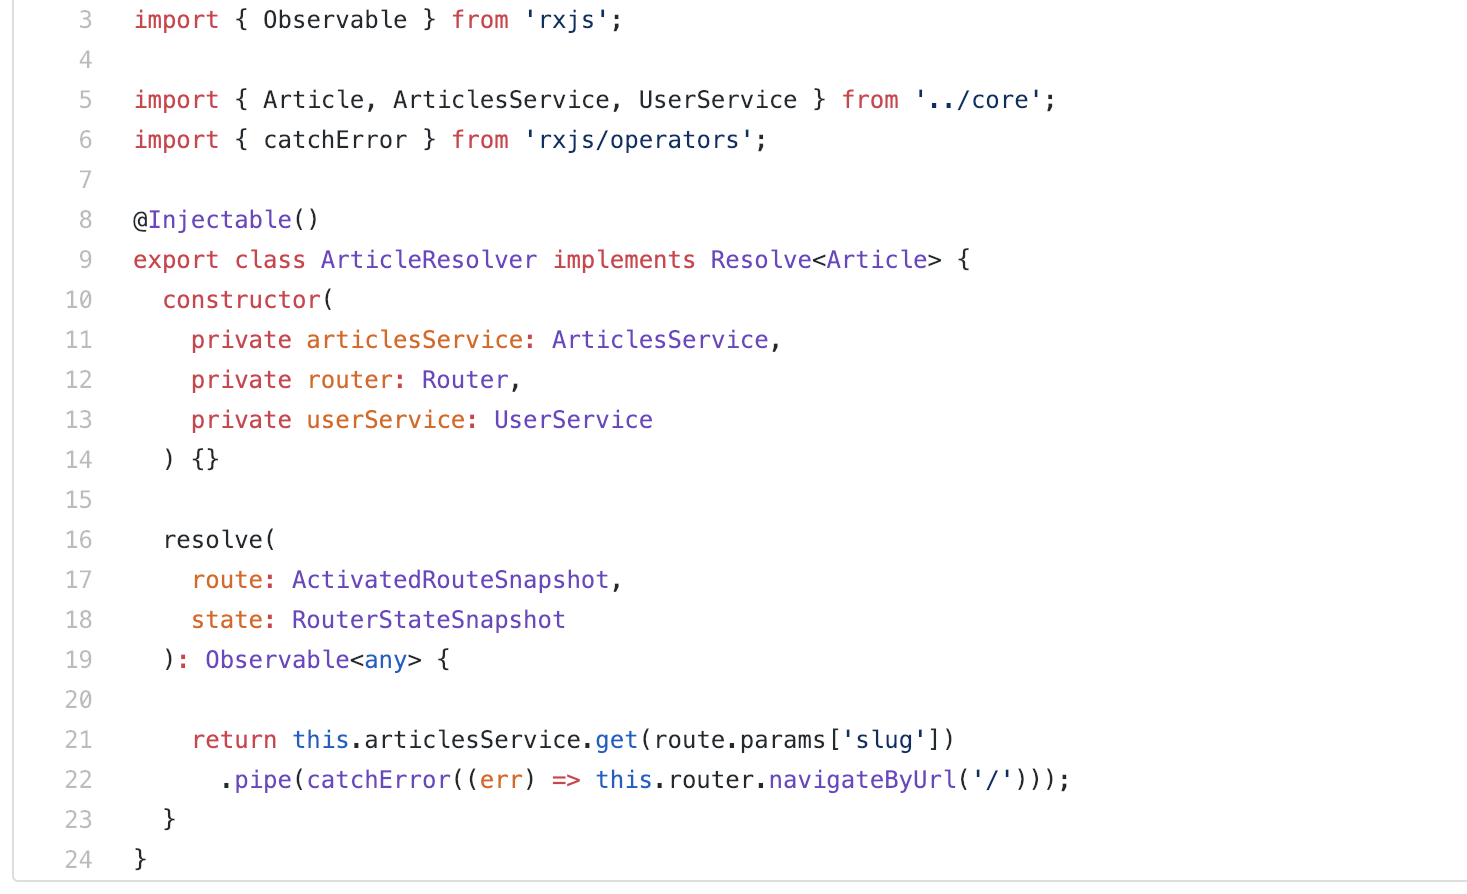 3 import { Observable } from 'rxjs';
4
5 import { Article, ArticlesService, UserService } from '../core';
6 import { catchError } from 'rxjs/operators';
7
8 @Injectable()
9 export class ArticleResolver implements Resolve<Article> {
10   constructor(
11     private articlesService: ArticlesService,
12     private router: Router,
13     private userService: UserService
14   ) {}
15
16   resolve(
17     route: ActivatedRouteSnapshot,
18     state: RouterStateSnapshot
19   ): Observable<any> {
20
21     return this.articlesService.get(route.params['slug'])
22       .pipe(catchError((err) => this.router.navigateByUrl('/')));
23   }
24 }